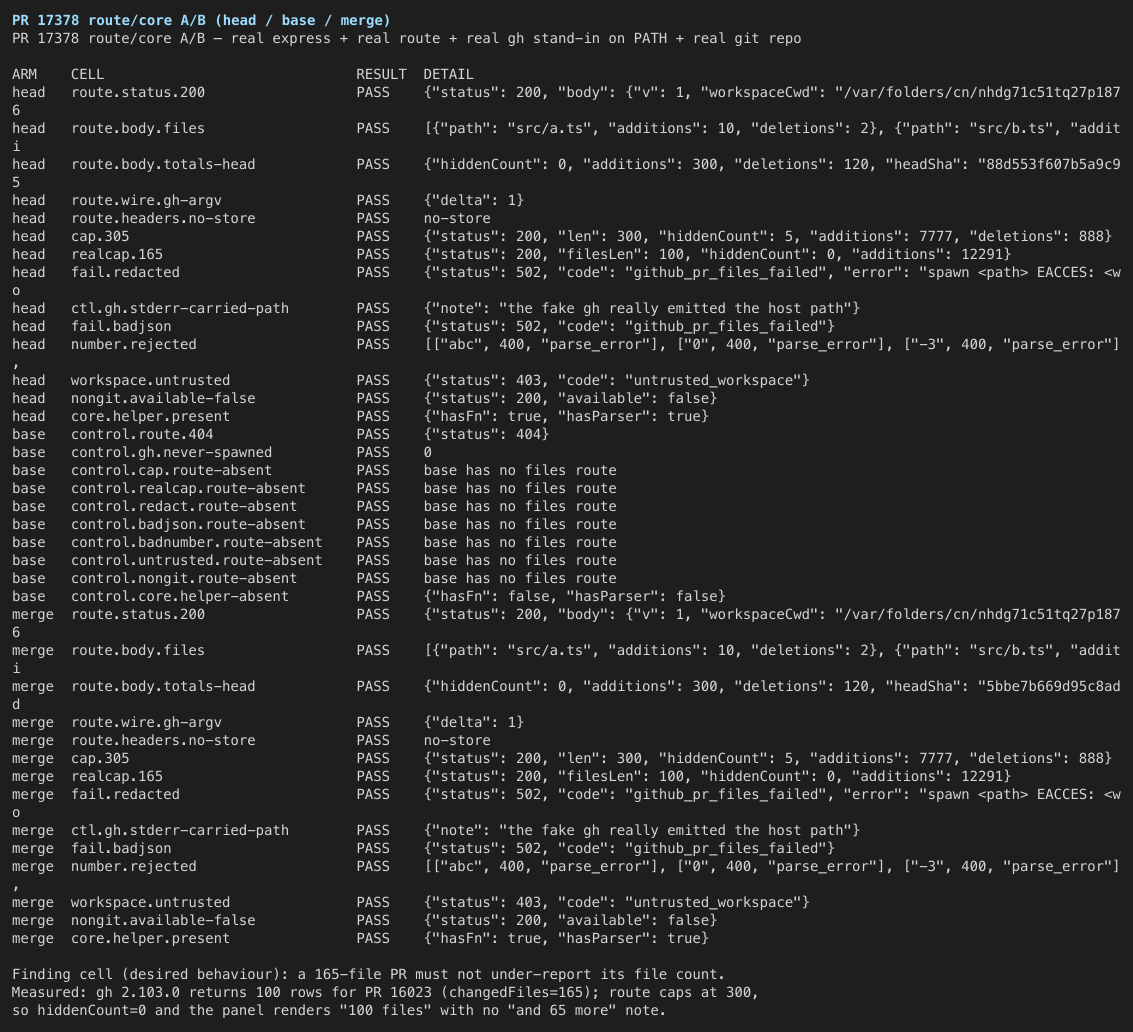 PR 17378 route/core A/B (head / base / merge)
PR 17378 route/core A/B — real express + real route + real gh stand-in on PATH + real git repo
ARM CELL RESULT DETAIL
head route.status.200 PASS {"status": 200, "body": {"v": 1, "workspaceCwd": "/var/folders/cn/nhdg71c51tq27p187
6
head route.body.files PASS [{"path": "src/a.ts", "additions": 10, "deletions": 2}, {"path": "src/b.ts", "addit
i
head route.body.totals-head PASS {"hiddenCount": 0, "additions": 300, "deletions": 120, "headSha": "88d553f607b5a9c9
5
head route.wire.gh-argv PASS {"delta": 1}
head route.headers.no-store PASS no-store
head cap.305 PASS {"status": 200, "len": 300, "hiddenCount": 5, "additions": 7777, "deletions": 888}
head realcap.165 PASS {"status": 200, "filesLen": 100, "hiddenCount": 0, "additions": 12291}
head fail.redacted PASS {"status": 502, "code": "github_pr_files_failed", "error": "spawn <path> EACCES: <w
o
head ctl.gh.stderr-carried-path PASS {"note": "the fake gh really emitted the host path"}
head fail.badjson PASS {"status": 502, "code": "github_pr_files_failed"}
head number.rejected PASS [["abc", 400, "parse_error"], ["0", 400, "parse_error"], ["-3", 400, "parse_error"]
,
head workspace.untrusted PASS {"status": 403, "code": "untrusted_workspace"}
head nongit.available-false PASS {"status": 200, "available": false}
head core.helper.present PASS {"hasFn": true, "hasParser": true}
base control.route.404 PASS {"status": 404}
base control.gh.never-spawned PASS 0
base control.cap.route-absent PASS base has no files route
base control.realcap.route-absent PASS base has no files route
base control.redact.route-absent PASS base has no files route
base control.badjson.route-absent PASS base has no files route
base control.badnumber.route-absent PASS base has no files route
base control.untrusted.route-absent PASS base has no files route
base control.nongit.route-absent PASS base has no files route
base control.core.helper-absent PASS {"hasFn": false, "hasParser": false}
merge route.status.200 PASS {"status": 200, "body": {"v": 1, "workspaceCwd": "/var/folders/cn/nhdg71c51tq27p187
6
merge route.body.files PASS [{"path": "src/a.ts", "additions": 10, "deletions": 2}, {"path": "src/b.ts", "addit
i
merge route.body.totals-head PASS {"hiddenCount": 0, "additions": 300, "deletions": 120, "headSha": "5bbe7b669d95c8ad
d
merge route.wire.gh-argv PASS {"delta": 1}
merge route.headers.no-store PASS no-store
merge cap.305 PASS {"status": 200, "len": 300, "hiddenCount": 5, "additions": 7777, "deletions": 888}
merge realcap.165 PASS {"status": 200, "filesLen": 100, "hiddenCount": 0, "additions": 12291}
merge fail.redacted PASS {"status": 502, "code": "github_pr_files_failed", "error": "spawn <path> EACCES: <w
o
merge ctl.gh.stderr-carried-path PASS {"note": "the fake gh really emitted the host path"}
merge fail.badjson PASS {"status": 502, "code": "github_pr_files_failed"}
merge number.rejected PASS [["abc", 400, "parse_error"], ["0", 400, "parse_error"], ["-3", 400, "parse_error"]
,
merge workspace.untrusted PASS {"status": 403, "code": "untrusted_workspace"}
merge nongit.available-false PASS {"status": 200, "available": false}
merge core.helper.present PASS {"hasFn": true, "hasParser": true}
Finding cell (desired behaviour): a 165-file PR must not under-report its file count.
Measured: gh 2.103.0 returns 100 rows for PR 16023 (changedFiles=165); route caps at 300,
so hiddenCount=0 and the panel renders "100 files" with no "and 65 more" note.